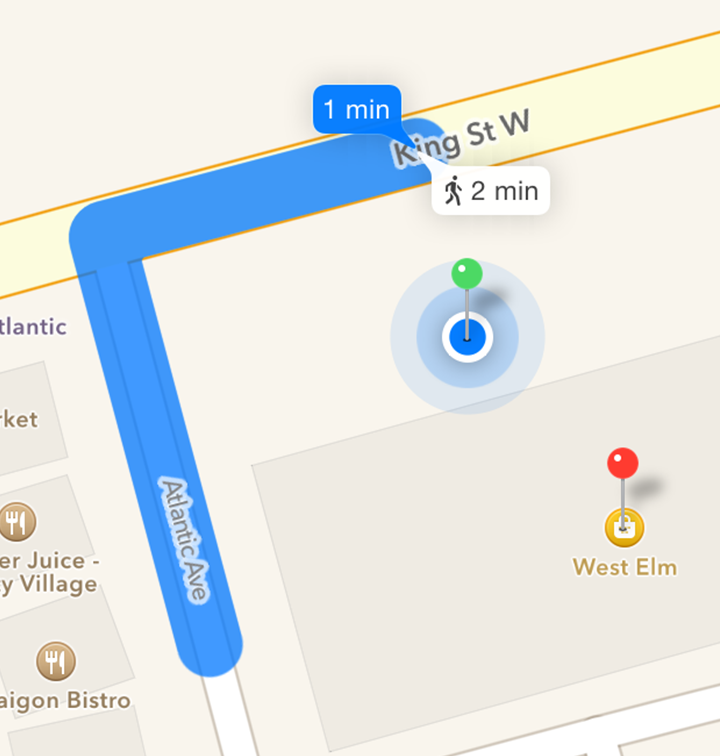 1 min
King St W
2 min
tlantic
rket
Atlantic Ave
er Juice -
y Village
West Elm
aigon Bistro